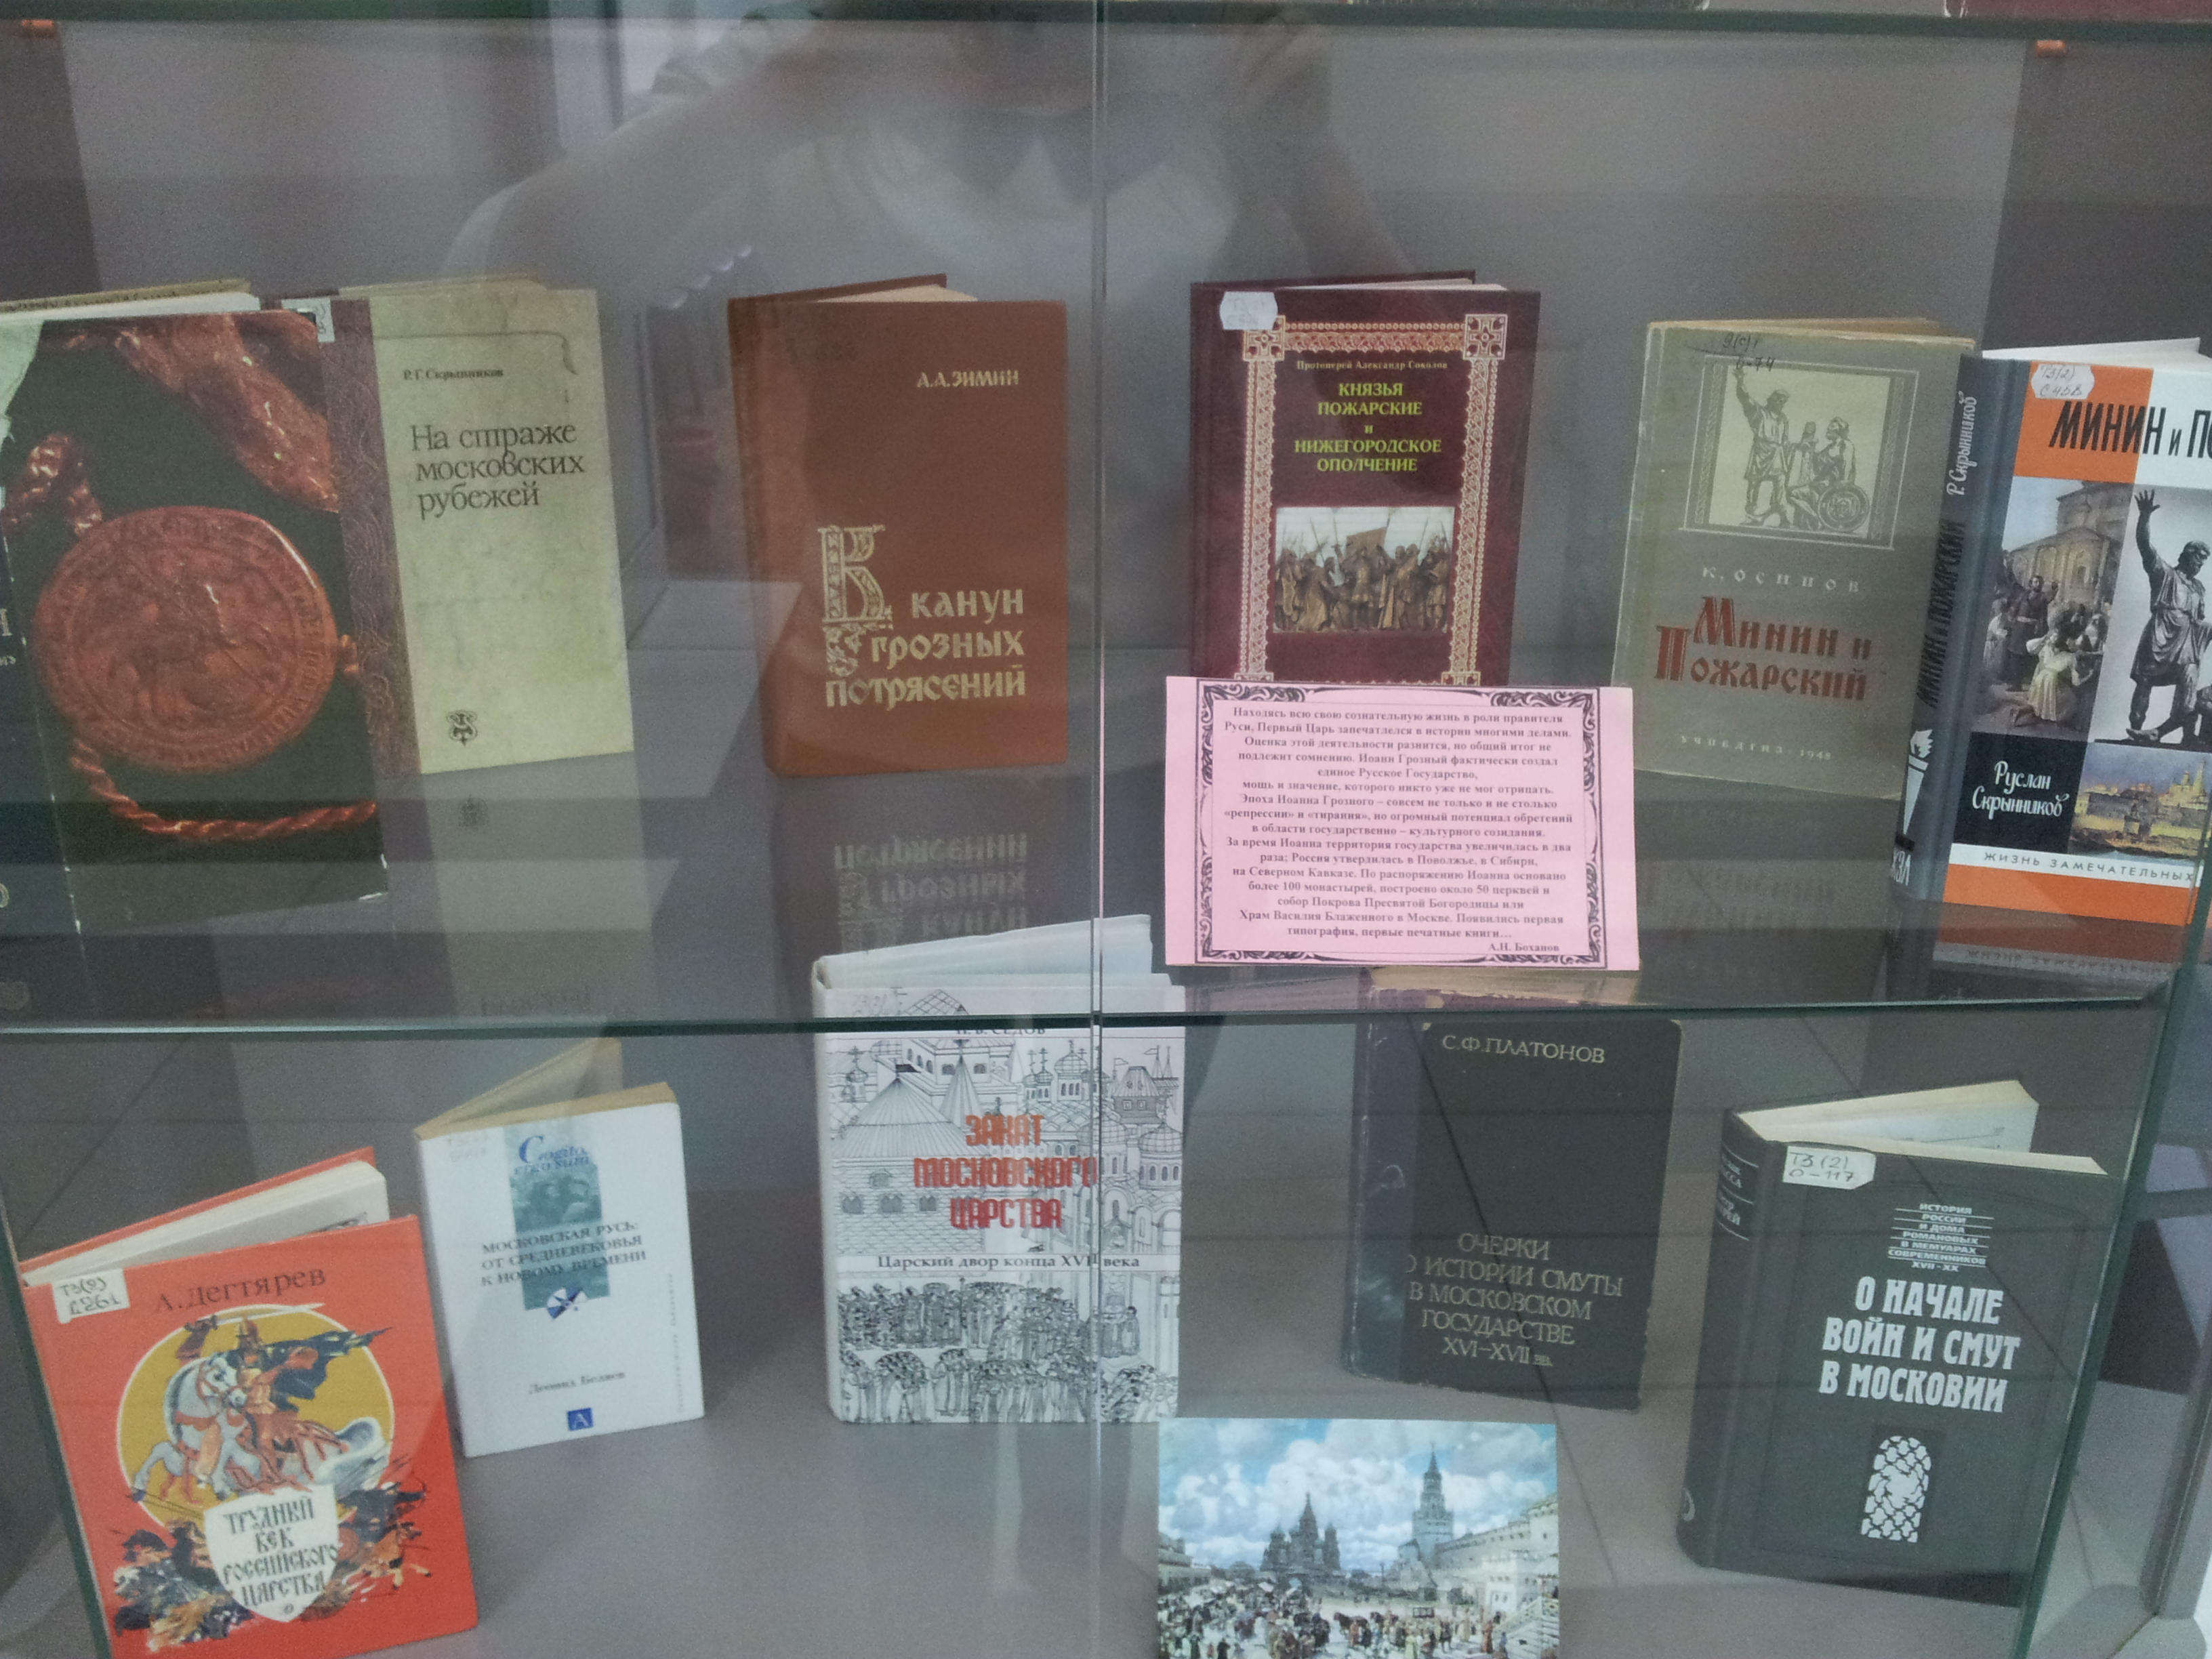 Р. Г. Скрынников
На страже
московских
рубежей
А.А.ЗИМИН
В
КАНУН
ГРОЗНЫХ
ПОТРЯСЕНИЙ
Протоиерей Александр Соколов
КНЯЗЬЯ
ПОЖАРСКИЕ
и
НИЖЕГОРОДСКОЕ
ОПОЛЧЕНИЕ
Находясь всю свою сознательную жизнь в роли правителя
Руси, Первый Царь запечатлелся в истории многими делами.
Оценка этой деятельности разнится, но общий итог не
подлежит сомнению. Иоанн Грозный фактически создал
единое Русское Государство,
мощь и значение, которого никто уже не мог отрицать.
Эпоха Иоанна Грозного – совсем не только и не столько
«репрессии» и «тирания», но огромный потенциал обретений
в области государственно – культурного созидания.
За время Иоанна территория государства увеличилась в два
раза; Россия утвердилась в Поволжье, в Сибири,
на Северном Кавказе. По распоряжению Иоанна основано
более 100 монастырей, построено около 50 церквей и
собор Покрова Пресвятой Богородицы или
Храм Василия Блаженного в Москве. Появились первая
типография, первые печатные книги…
А.Н. Боханов
К. ОСИПОВ
МИНИН И
ПОЖАРСКИЙ
УЧПЕДГИЗ · 1948
Р. Скрынников
МИНИН И ПОЖАРСКИЙ
Т3(2)
МИНИН И ПО
Руслан
Скрынников
ЖИЗНЬ ЗАМЕЧАТЕЛЬНЫХ
А. Дегтярев
ТРУДНЫЙ
ВЕК
РОССИЙСКОГО
ЦАРСТВА
Cogito,
ergo sum
МОСКОВСКАЯ РУСЬ:
ОТ СРЕДНЕВЕКОВЬЯ
К НОВОМУ ВРЕМЕНИ
Леонид Беляев
А
П. В. СЕДОВ
ЗАКАТ
МОСКОВСКОГО
ЦАРСТВА
Царский двор конца XVII века
С.Ф.ПЛАТОНОВ
ОЧЕРКИ
ПО ИСТОРИИ СМУТЫ
В МОСКОВСКОМ
ГОСУДАРСТВЕ
XVI–XVII вв.
Т3(2)
О-117
ИСТОРИЯ
РОССИИ
И ДОМА
РОМАНОВЫХ
В МЕМУАРАХ
СОВРЕМЕННИКОВ
XVII–XX
О НАЧАЛЕ
ВОЙН И СМУТ
В МОСКОВИИ